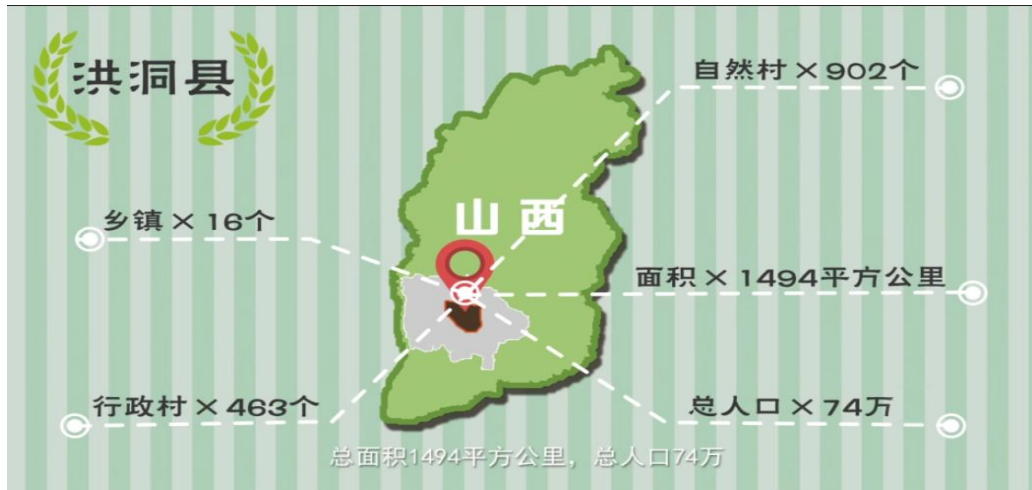 洪洞县
自然村×902个
乡镇×16个
山西
面积×1494平方公里
行政村×463个
总人口×74万
总面积1494平方公里，总人口74万